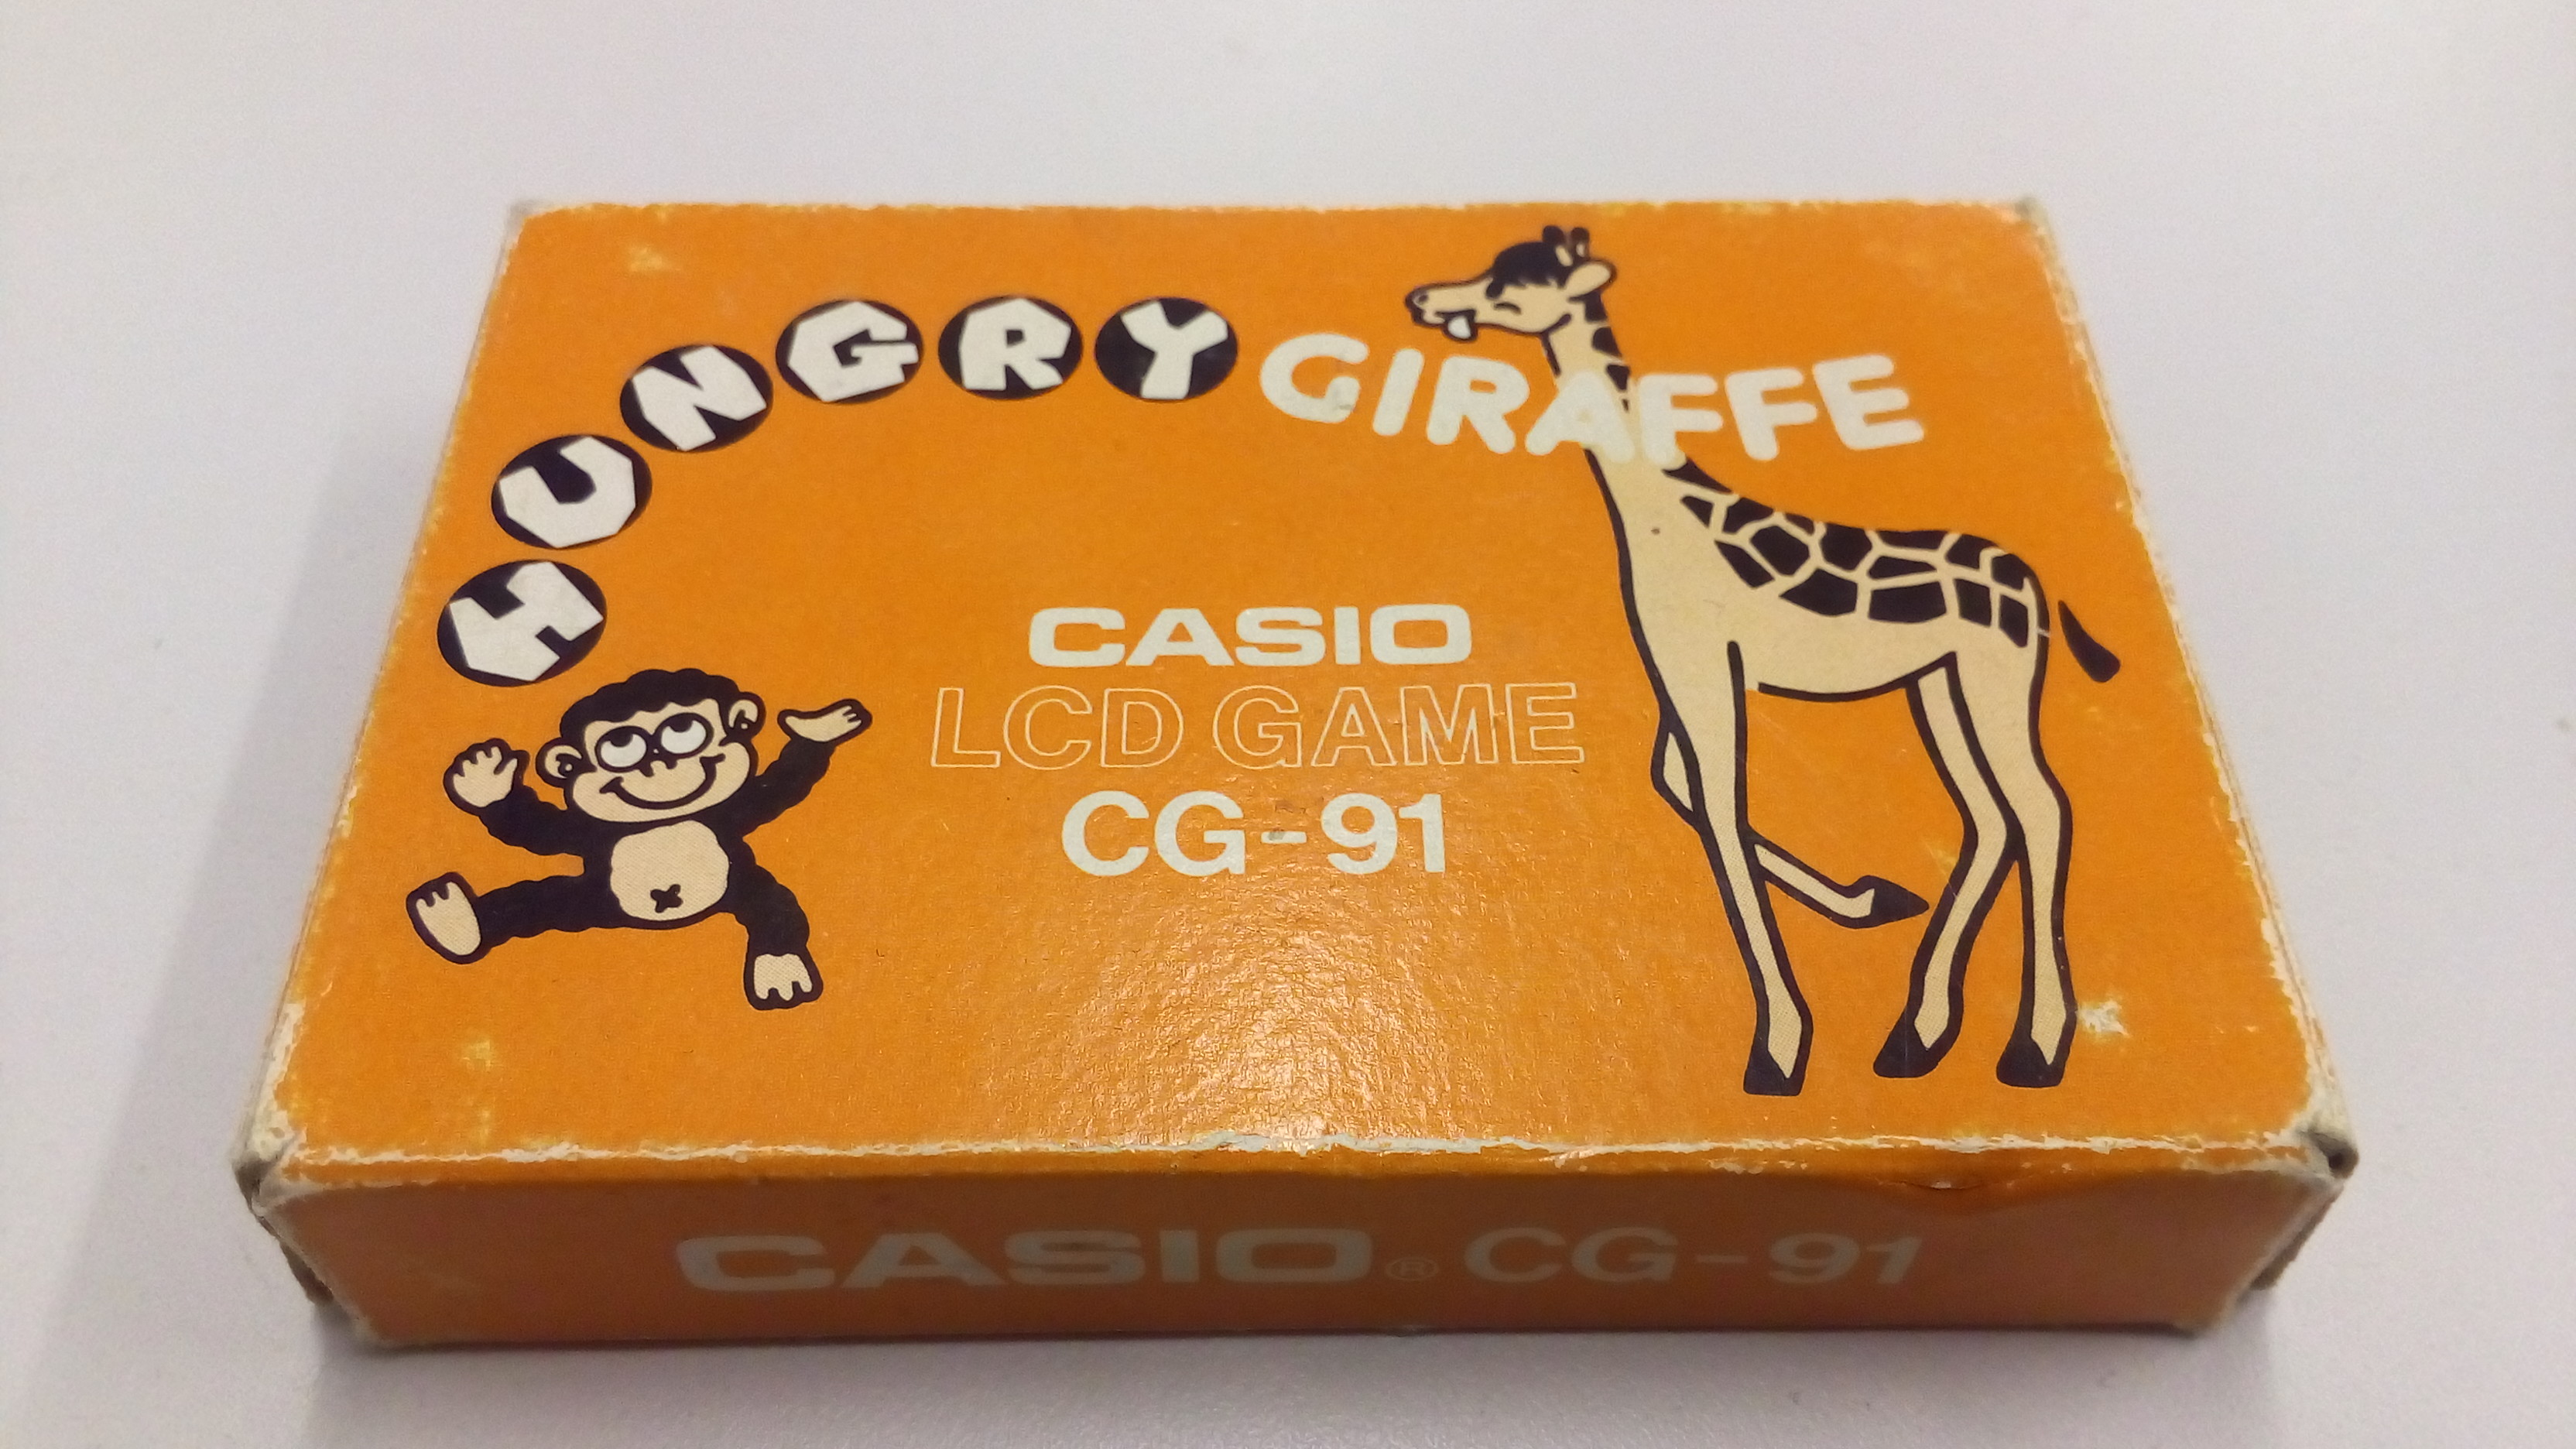 HUNGRY GIRAFFE
CASIO
LCD GAME
CG-91
CASIO® CG-91